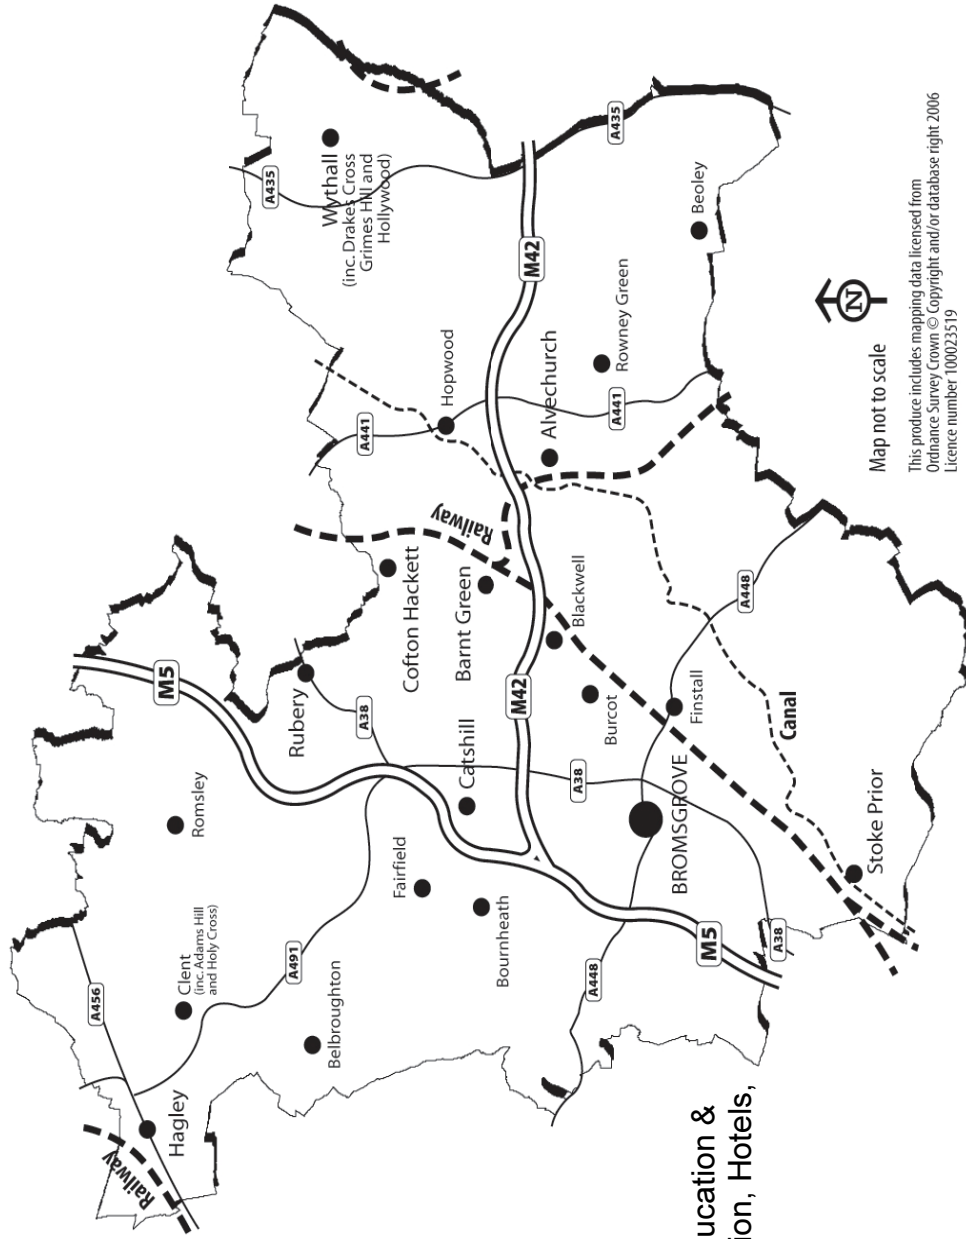 A435
Wythall
(inc. Drakes Cross
Grimes Hill and
Hollywood)
A435
Beoley
M42
Hopwood
Rowney Green
Alvechurch
A441
A441
Railway
Cofton Hackett
Barnt Green
Blackwell
A448
M5
Rubery
A38
M42
Burcot
Finstall
Canal
Romsley
Catshill
A38
BROMSGROVE
Stoke Prior
Fairfield
Bournheath
M5
A38
A456
Clent
(inc. Adams Hill
and Holy Cross)
A491
A448
Belbroughton
Hagley
Railway
Map not to scale
N
This produce includes mapping data licensed from
Ordnance Survey Crown © Copyright and/or database right 2006
Licence number 100023519
ucation &
ion, Hotels,